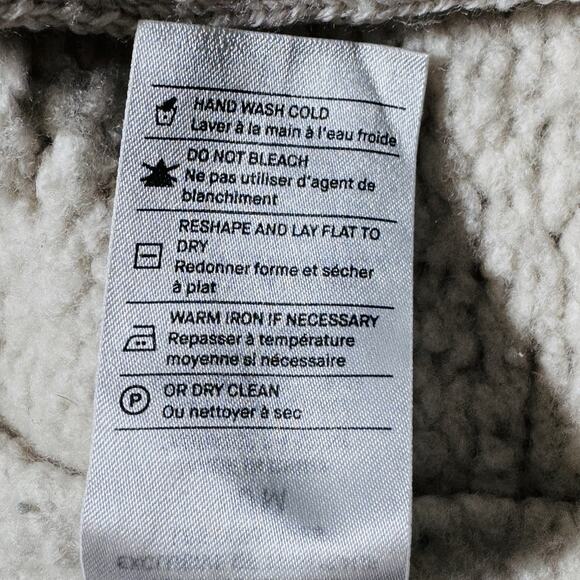 HAND WASH COLD
Laver à la main à l'eau froide
DO NOT BLEACH
Ne pas utiliser d'agent de
blanchiment
RESHAPE AND LAY FLAT TO
DRY
Redonner forme et sécher
à plat
WARM IRON IF NECESSARY
Repasser à température
moyenne si nécessaire
P
OR DRY CLEAN
Ou nettoyer à sec